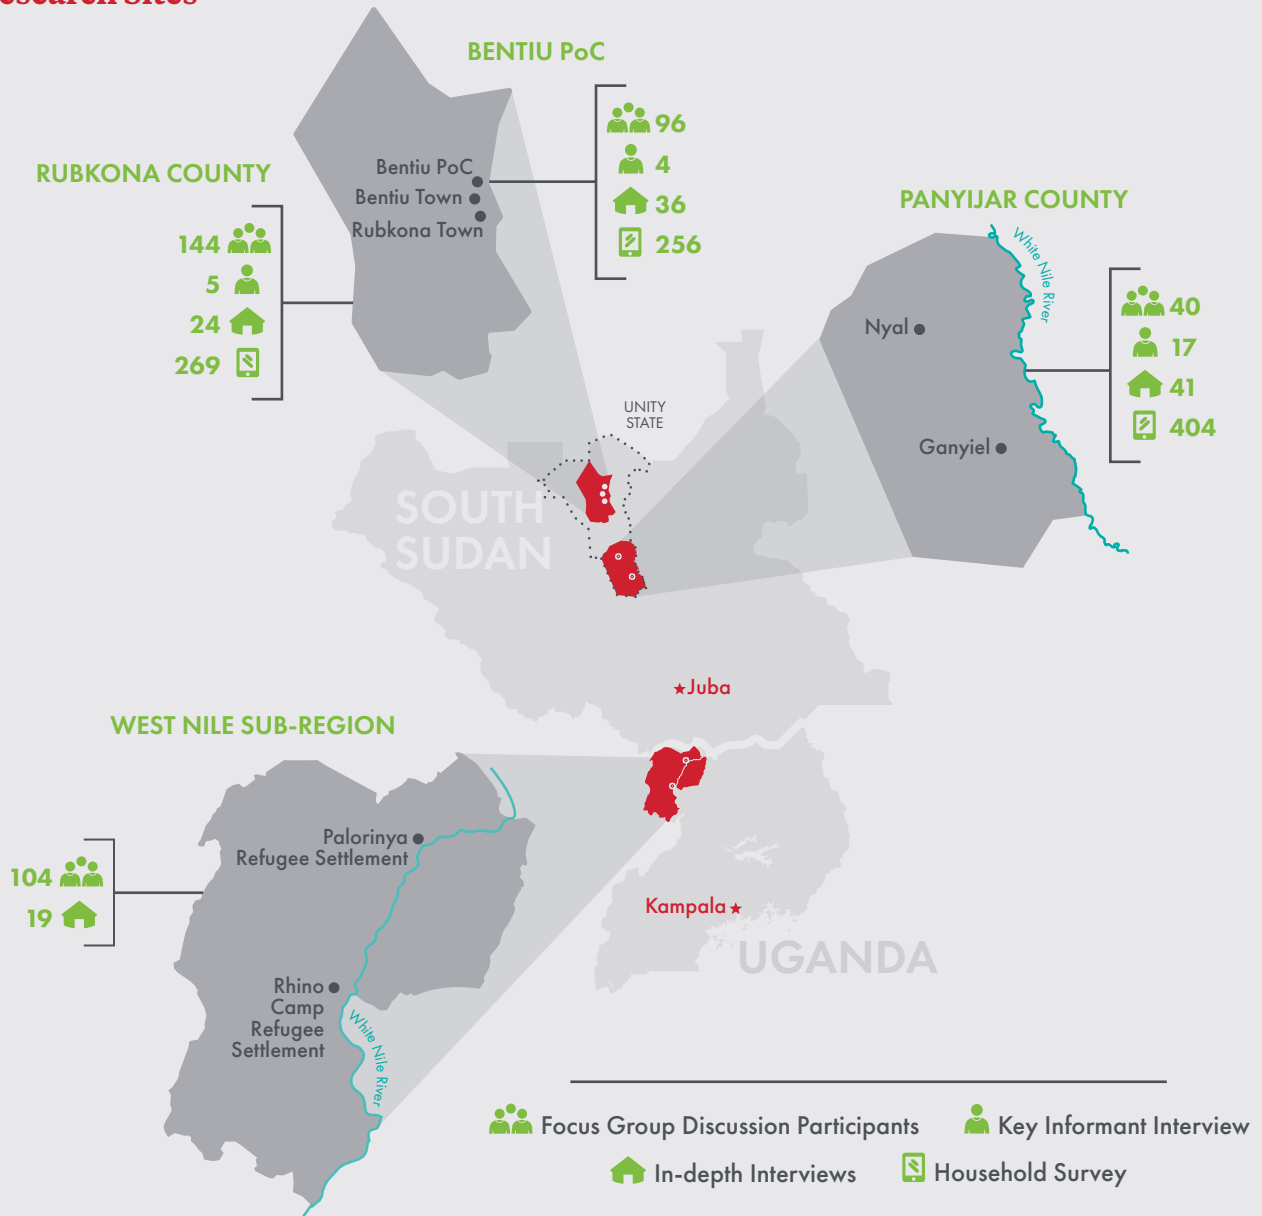 esearch Sites
BENTIU PoC
96
4
36
256
RUBKONA COUNTY
144
5
24
269
Bentiu PoC
Bentiu Town
Rubkona Town
PANYIJAR COUNTY
White Nile River
Nyal
Ganyiel
40
17
41
404
UNITY
STATE
SOUTH
SUDAN
Juba
WEST NILE SUB-REGION
104
19
Palorinya
Refugee Settlement
Rhino
Camp
Refugee
Settlement
White Nile River
Kampala
UGANDA
Focus Group Discussion Participants
Key Informant Interview
In-depth Interviews
Household Survey